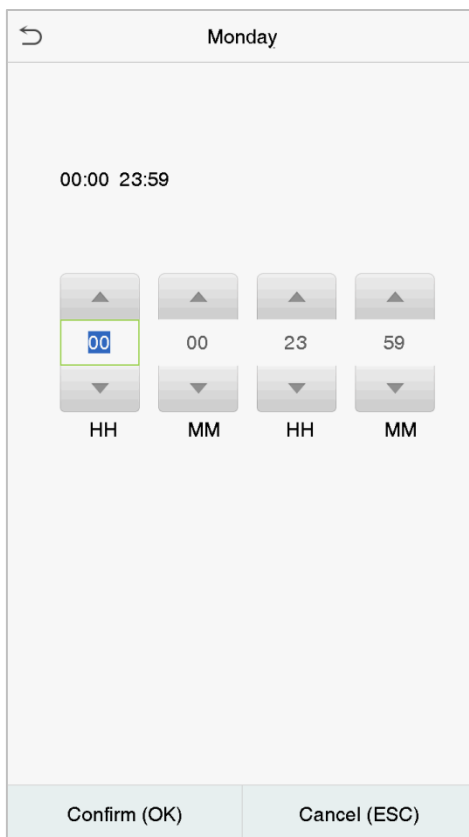 Monday
00:00 23:59
00 00 23 59
HH MM HH MM
Confirm (OK) Cancel (ESC)